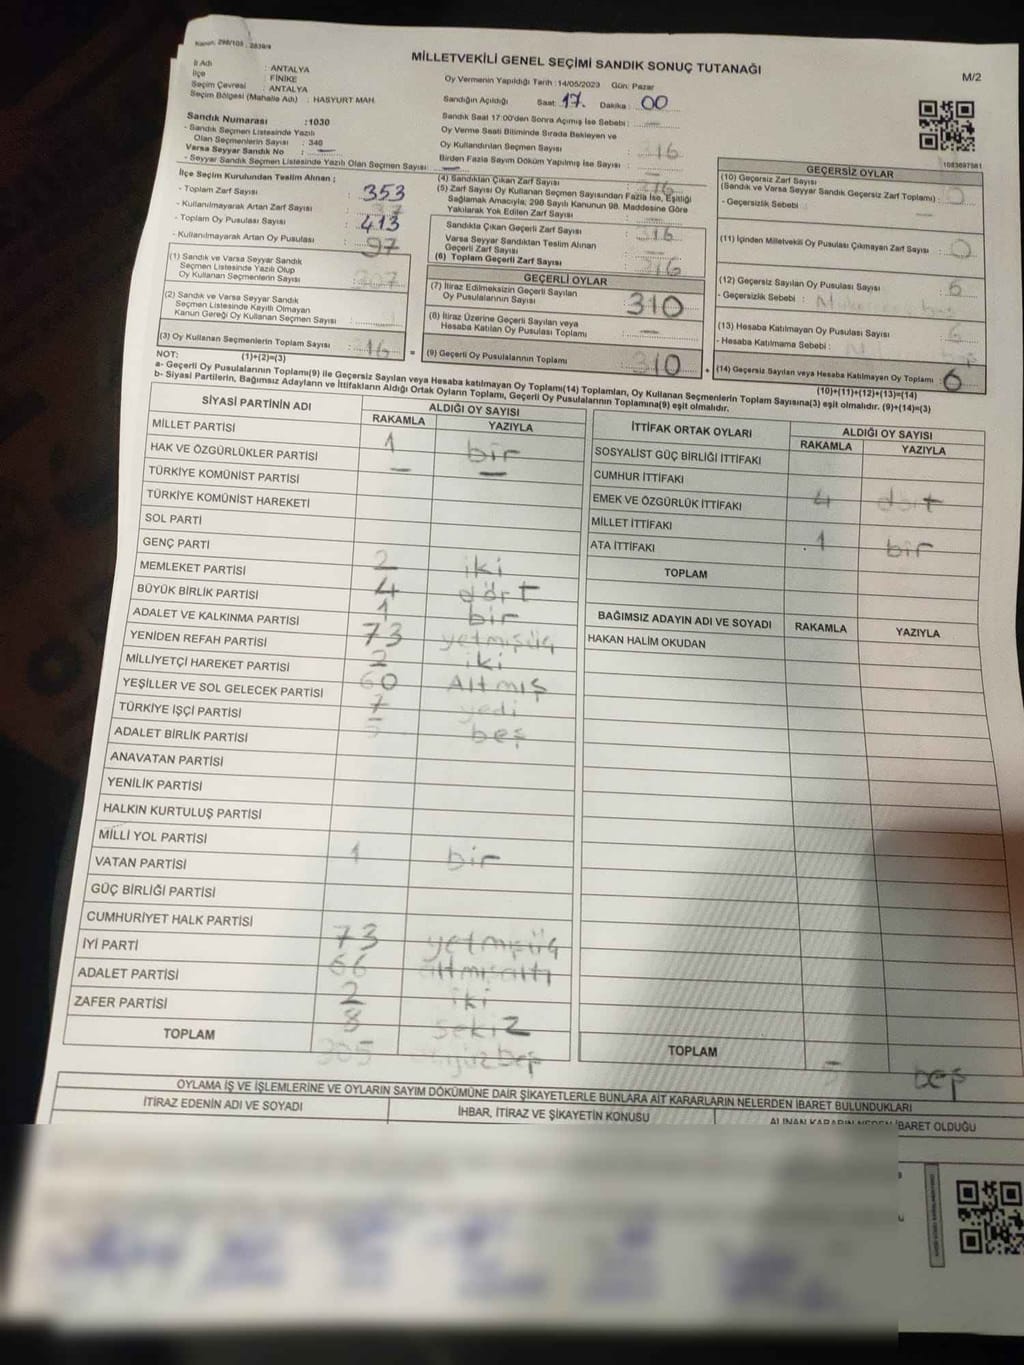 Kanun: 298/105 - 2839/9
MİLLETVEKİLİ GENEL SEÇİMİ SANDIK SONUÇ TUTANAĞI
M/2
İl Adı : ANTALYA
İlçe : FİNİKE
Seçim Çevresi : ANTALYA
Seçim Bölgesi (Mahalle Adı) : HASYURT MAH.
Oy Vermenin Yapıldığı Tarih :14/05/2023 Gün: Pazar
Sandığın Açıldığı Saat: 17. Dakika : 00
Sandık Saat 17:00'den Sonra Açımış İse Sebebi : —
Oy Verme Saati Bitiminde Sırada Bekleyen ve
Oy Kullandırılan Seçmen Sayısı : 316
Birden Fazla Sayım Döküm Yapılmış İse Sayısı :
Sandık Numarası :1030
- Sandık Seçmen Listesinde Yazılı
Olan Seçmenlerin Sayısı : 340
Varsa Seyyar Sandık No : —
- Seyyar Sandık Seçmen Listesinde Yazılı Olan Seçmen Sayısı: —
İlçe Seçim Kurulundan Teslim Alınan ;
- Toplam Zarf Sayısı : 353
- Kullanılmayarak Artan Zarf Sayısı : 37
- Toplam Oy Pusulası Sayısı : 413
- Kullanılmayarak Artan Oy Pusulası : 97
(1) Sandık ve Varsa Seyyar Sandık
Seçmen Listesinde Yazılı Olup
Oy Kullanan Seçmenlerin Sayısı :
(2) Sandık ve Varsa Seyyar Sandık
Seçmen Listesinde Kayıtlı Olmayan
Kanun Gereği Oy Kullanan Seçmen Sayısı :
(3) Oy Kullanan Seçmenlerin Toplam Sayısı : 316
(4) Sandıktan Çıkan Zarf Sayısı : 316
(5) Zarf Sayısı Oy Kullanan Seçmen Sayısından Fazla İse, Eşitliği
Sağlamak Amacıyla; 298 Sayılı Kanunun 98. Maddesine Göre
Yakılarak Yok Edilen Zarf Sayısı : —
Sandıkta Çıkan Geçerli Zarf Sayısı : 316
Varsa Seyyar Sandıktan Teslim Alınan
Geçerli Zarf Sayısı : —
(6) Toplam Geçerli Zarf Sayısı : 316
GEÇERLİ OYLAR
(7) İtiraz Edilmeksizin Geçerli Sayılan
Oy Pusulalarının Sayısı : 310
(8) İtiraz Üzerine Geçerli Sayılan veya
Hesaba Katılan Oy Pusulası Toplamı : —
= (9) Geçerli Oy Pusulalarının Toplamı : 310 +
GEÇERSİZ OYLAR
1083697981
(10) Geçersiz Zarf Sayısı
(Sandık ve Varsa Seyyar Sandık Geçersiz Zarf Toplamı) : 0
- Geçersizlik Sebebi : —
(11) İçinden Milletvekili Oy Pusulası Çıkmayan Zarf Sayısı : 0
(12) Geçersiz Sayılan Oy Pusulası Sayısı : 6
- Geçersizlik Sebebi :
(13) Hesaba Katılmayan Oy Pusulası Sayısı : 6
- Hesaba Katılmama Sebebi :
(14) Geçersiz Sayılan veya Hesaba Katılmayan Oy Toplamı : 6
NOT: (1)+(2)=(3)
(10)+(11)+(12)+(13)=(14)
a- Geçerli Oy Pusulalarının Toplamı(9) ile Geçersiz Sayılan veya Hesaba katılmayan Oy Toplamı(14) Toplamları, Oy Kullanan Seçmenlerin Toplam Sayısına(3) eşit olmalıdır. (9)+(14)=(3)
b- Siyasi Partilerin, Bağımsız Adayların ve İttifakların Aldığı Ortak Oyların Toplamı, Geçerli Oy Pusulalarının Toplamına(9) eşit olmalıdır.
SİYASİ PARTİNİN ADI
ALDIĞI OY SAYISI
RAKAMLA YAZIYLA
MİLLET PARTİSİ 1 bir
HAK VE ÖZGÜRLÜKLER PARTİSİ — —
TÜRKİYE KOMÜNİST PARTİSİ
TÜRKİYE KOMÜNİST HAREKETİ
SOL PARTİ
GENÇ PARTİ 2 iki
MEMLEKET PARTİSİ 4 dört
BÜYÜK BİRLİK PARTİSİ 1 bir
ADALET VE KALKINMA PARTİSİ 73 yetmişüç
YENİDEN REFAH PARTİSİ 2 iki
MİLLİYETÇİ HAREKET PARTİSİ 60 Altmış
YEŞİLLER VE SOL GELECEK PARTİSİ 7 yedi
TÜRKİYE İŞÇİ PARTİSİ 5 beş
ADALET BİRLİK PARTİSİ
ANAVATAN PARTİSİ
YENİLİK PARTİSİ
HALKIN KURTULUŞ PARTİSİ
MİLLİ YOL PARTİSİ 1 bir
VATAN PARTİSİ
GÜÇ BİRLİĞİ PARTİSİ
CUMHURİYET HALK PARTİSİ 73 yetmişüç
İYİ PARTİ 66 altmışaltı
ADALET PARTİSİ 2 iki
ZAFER PARTİSİ 8 sekiz
TOPLAM 305 üçyüzbeş
İTTİFAK ORTAK OYLARI
ALDIĞI OY SAYISI
RAKAMLA YAZIYLA
SOSYALİST GÜÇ BİRLİĞİ İTTİFAKI
CUMHUR İTTİFAKI 4 dört
EMEK VE ÖZGÜRLÜK İTTİFAKI
MİLLET İTTİFAKI 1 bir
ATA İTTİFAKI
TOPLAM
BAĞIMSIZ ADAYIN ADI VE SOYADI RAKAMLA YAZIYLA
HAKAN HALİM OKUDAN
TOPLAM 5 beş
OYLAMA İŞ VE İŞLEMLERİNE VE OYLARIN SAYIM DÖKÜMÜNE DAİR ŞİKAYETLERLE BUNLARA AİT KARARLARIN NELERDEN İBARET BULUNDUKLARI
İTİRAZ EDENİN ADI VE SOYADI
İHBAR, İTİRAZ VE ŞİKAYETİN KONUSU
ALINAN KARARIN NEDEN İBARET OLDUĞU